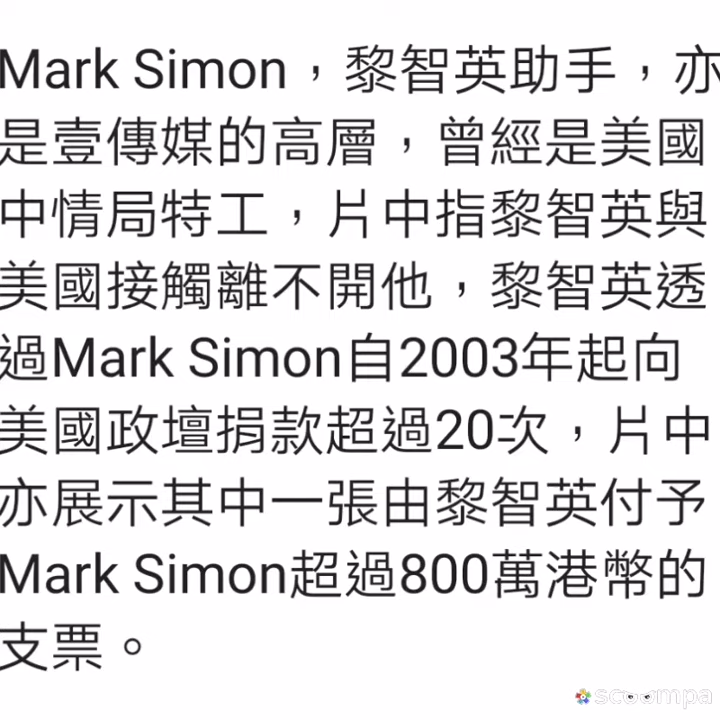 Mark Simon，黎智英助手，亦
是壹傳媒的高層，曾經是美國
中情局特工，片中指黎智英與
美國接觸離不開他，黎智英透
過Mark Simon自2003年起向
美國政壇捐款超過20次，片中
亦展示其中一張由黎智英付予
Mark Simon超過800萬港幣的
支票。
scoompa